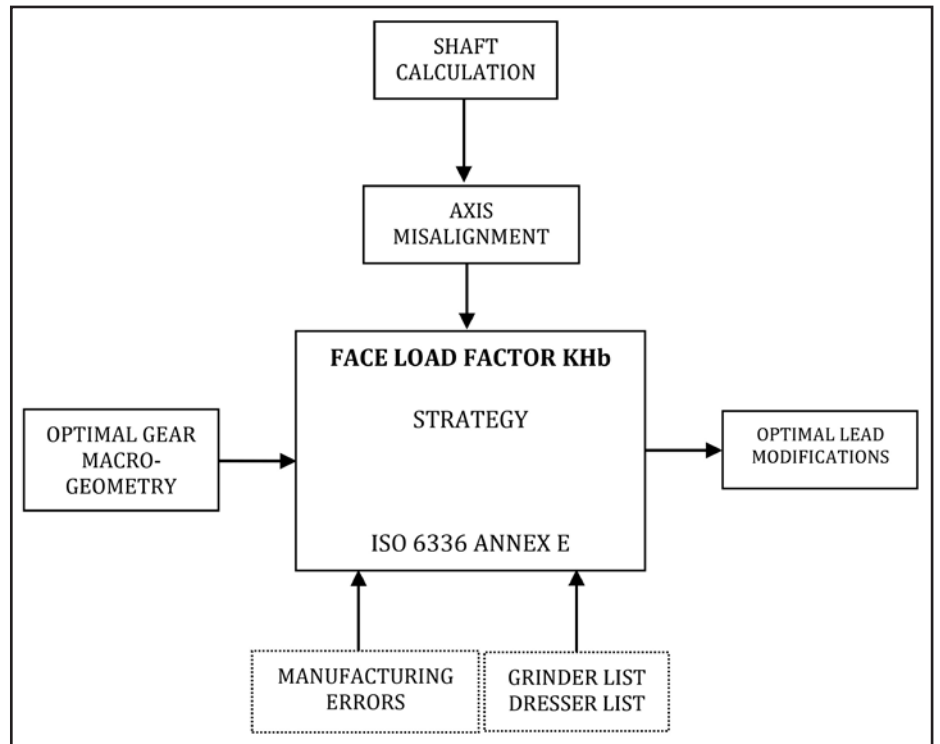 SHAFT
CALCULATION
AXIS
MISALIGNMENT
FACE LOAD FACTOR KHb
STRATEGY
ISO 6336 ANNEX E
OPTIMAL GEAR
MACRO-
GEOMETRY
OPTIMAL LEAD
MODIFICATIONS
MANUFACTURING
ERRORS
GRINDER LIST
DRESSER LIST